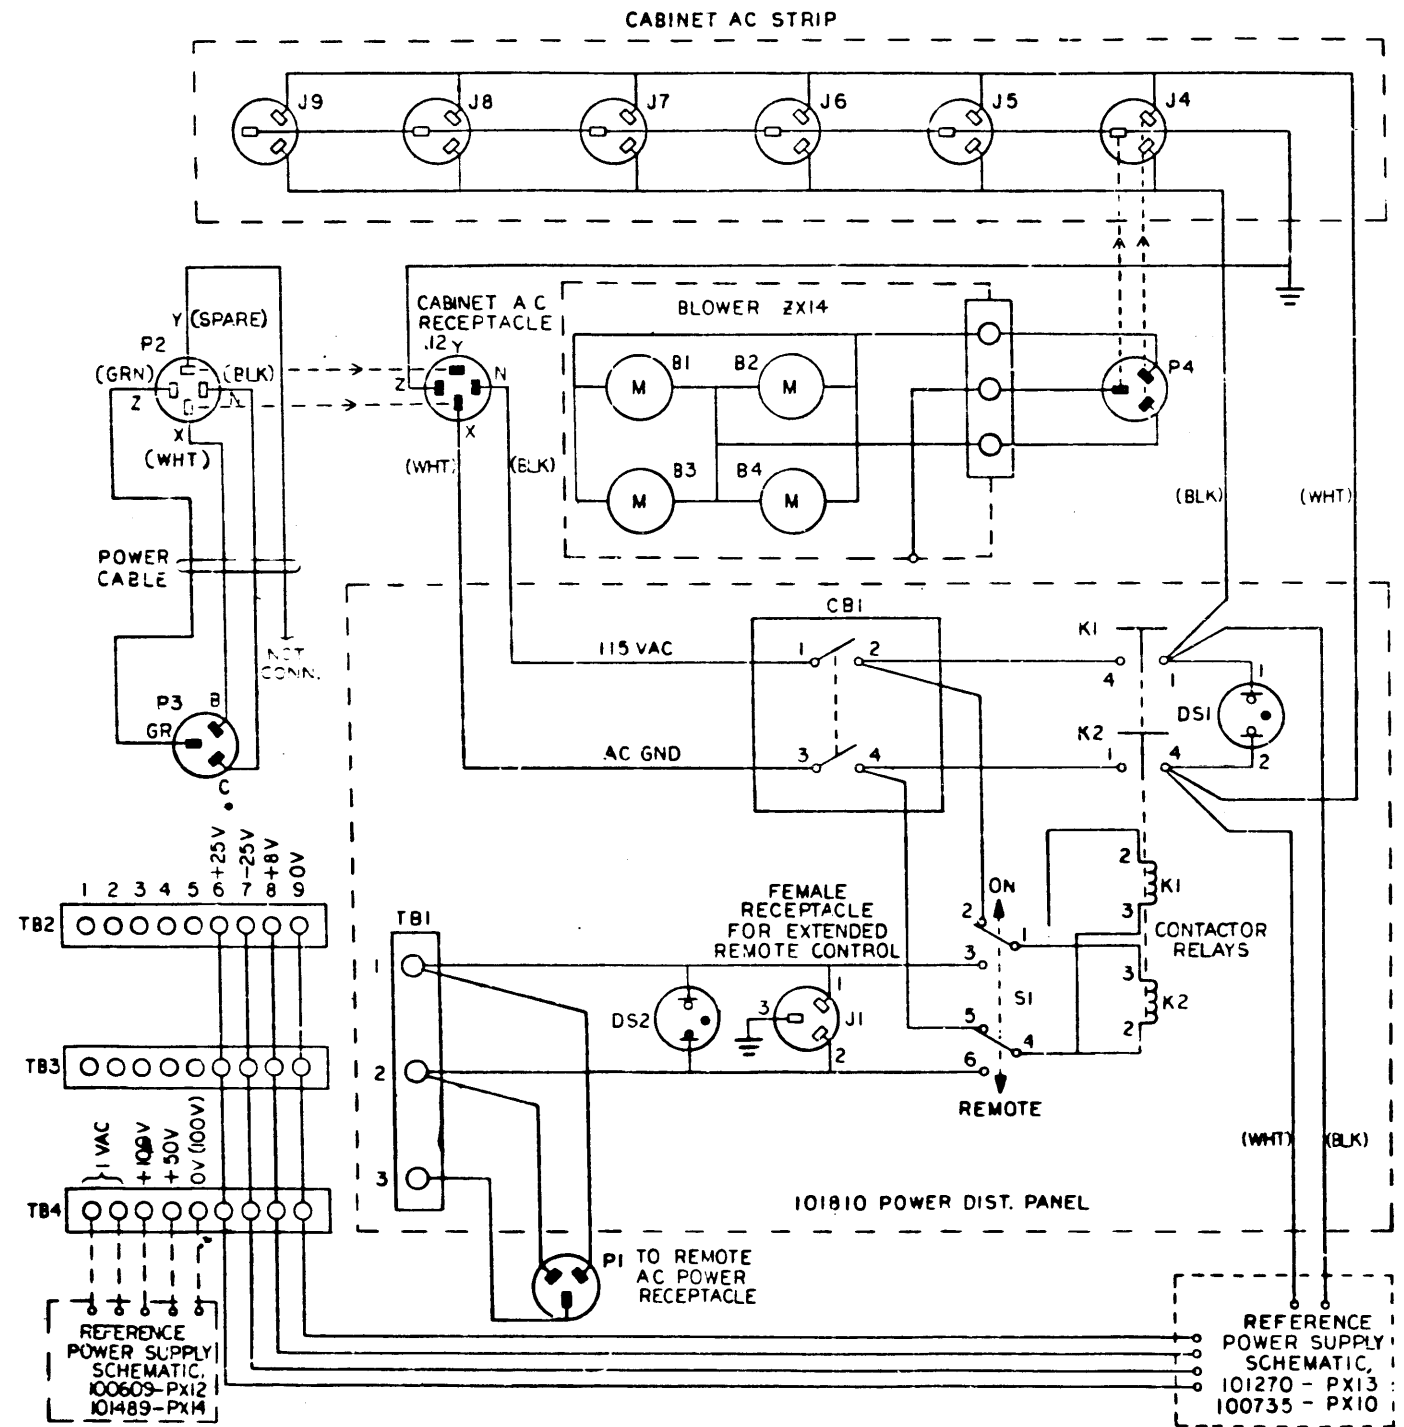 CABINET AC STRIP
J9
J8
J7
J6
J5
J4
Y (SPARE)
P2
(GRN)
(BLK)
Z
N
X
(WHT)
CABINET A C
RECEPTACLE
J2
Y
Z
N
X
(WHT)
(BLK)
BLOWER ZX14
B1
B2
B3
B4
M
M
M
M
P4
(BLK)
(WHT)
POWER
CABLE
NOT
CONN.
P3
B
GR
C
CB1
115 VAC
1
2
AC GND
3
4
K1
4
1
K2
1
4
DS1
1
2
+25V
-25V
+8V
0V
1 2 3 4 5 6 7 8 9
TB2
TB3
1 VAC
+100V
+50V
0V (100V)
TB4
TB1
1
2
3
FEMALE
RECEPTACLE
FOR EXTENDED
REMOTE CONTROL
DS2
3
1
J1
2
ON
2
1
3
S1
5
4
6
REMOTE
2
K1
3
CONTACTOR
RELAYS
3
K2
2
(WHT)
(BLK)
101810 POWER DIST. PANEL
P1 TO REMOTE
AC POWER
RECEPTACLE
REFERENCE
POWER SUPPLY
SCHEMATIC,
100609-PX12
101489-PX14
REFERENCE
POWER SUPPLY
SCHEMATIC,
101270 - PX13
100735 - PX10